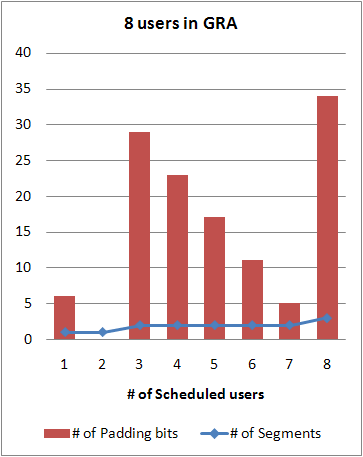 8 users in GRA
40
35
30
25
20
15
10
5
0
1 2 3 4 5 6 7 8
# of Scheduled users
# of Padding bits # of Segments